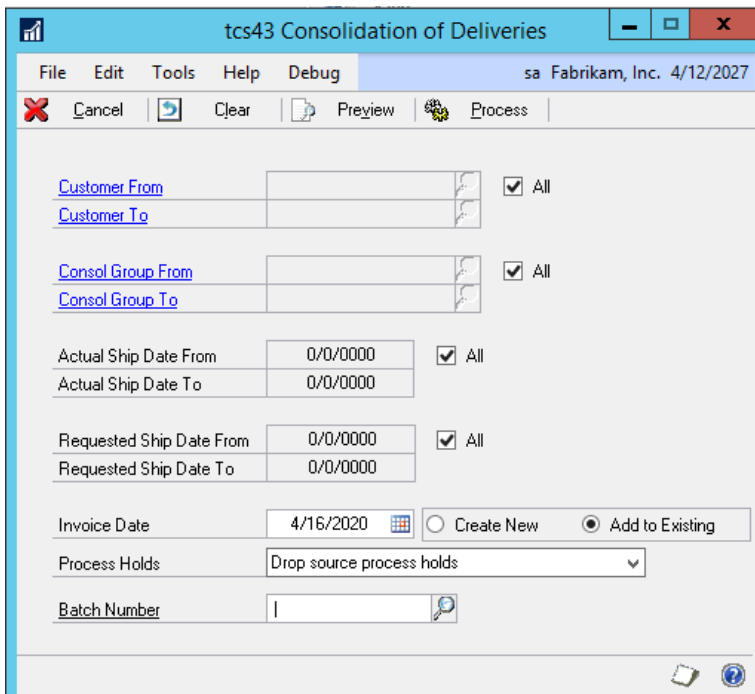 tcs43 Consolidation of Deliveries
File Edit Tools Help Debug sa Fabrikam, Inc. 4/12/2027
Cancel Clear Preview Process
Customer From All
Customer To
Consol Group From All
Consol Group To
Actual Ship Date From 0/0/0000 All
Actual Ship Date To 0/0/0000
Requested Ship Date From 0/0/0000 All
Requested Ship Date To 0/0/0000
Invoice Date 4/16/2020 Create New Add to Existing
Process Holds Drop source process holds
Batch Number